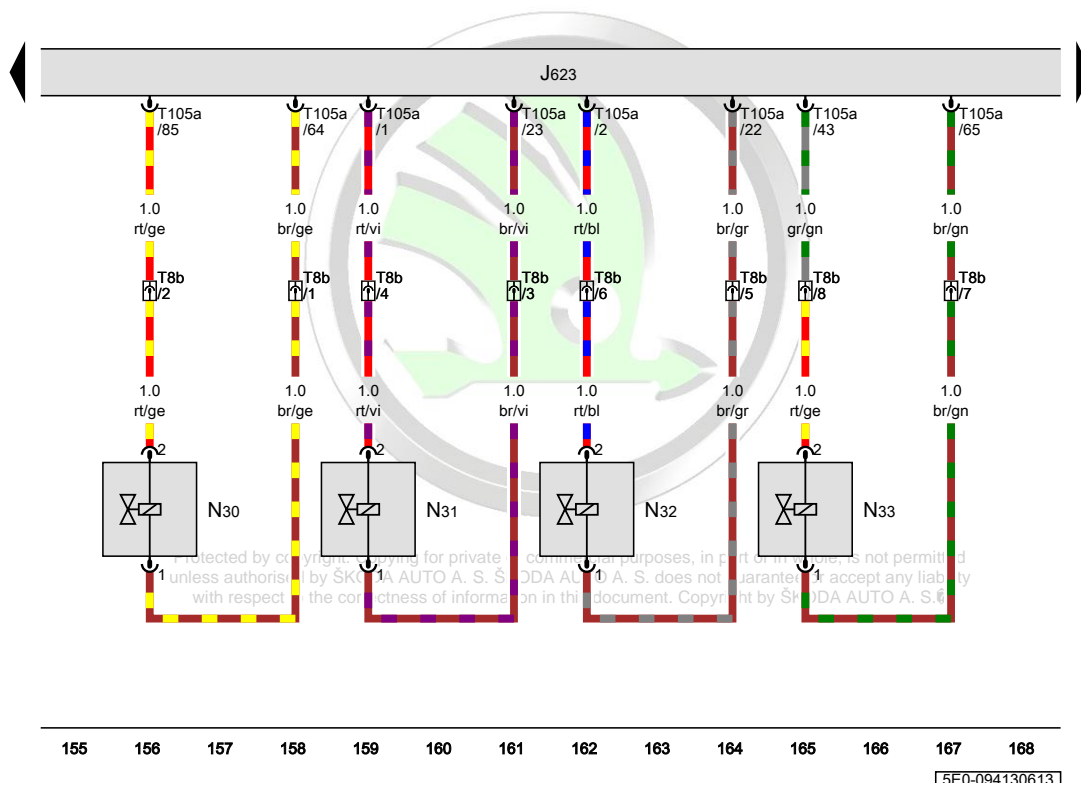 J623
T105a T105a T105a T105a T105a T105a T105a T105a
/85 /64 /1 /23 /2 /22 /43 /65
1.0 1.0 1.0 1.0 1.0 1.0 1.0 1.0
rt/ge br/ge rt/vi br/vi rt/bl br/gr gr/gn br/gn
T8b T8b T8b T8b T8b T8b T8b T8b
/2 /1 /4 /3 /6 /5 /8 /7
1.0 1.0 1.0 1.0 1.0 1.0 1.0 1.0
rt/ge br/ge rt/vi br/vi rt/bl br/gr rt/ge br/gn
2 2 2 2
N30 N31 N32 N33
Protected by copyright. Copying for private or commercial purposes, in part or in whole, is not permitted
1 1 1 1
unless authorised by ŠKODA AUTO A. S. ŠKODA AUTO A. S. does not guarantee or accept any liability
with respect to the correctness of information in this document. Copyright by ŠKODA AUTO A. S.
155 156 157 158 159 160 161 162 163 164 165 166 167 168
5E0-094130613